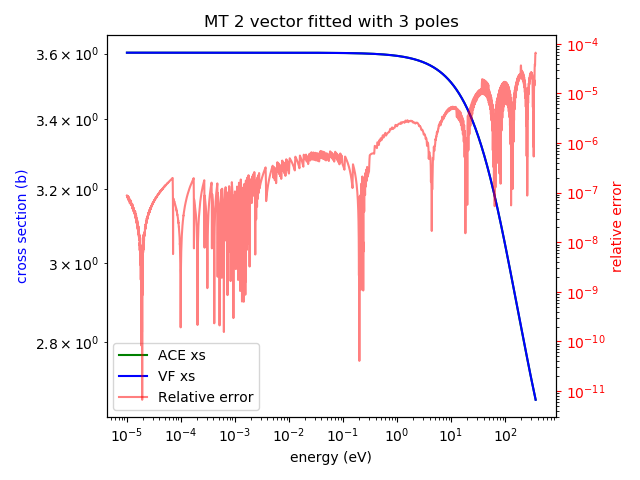 MT 2 vector fitted with 3 poles
3.6 × 10⁰
3.4 × 10⁰
3.2 × 10⁰
3 × 10⁰
2.8 × 10⁰
cross section (b)
10⁻⁴
10⁻⁵
10⁻⁶
10⁻⁷
10⁻⁸
10⁻⁹
10⁻¹⁰
10⁻¹¹
relative error
ACE xs
VF xs
Relative error
10⁻⁵ 10⁻⁴ 10⁻³ 10⁻² 10⁻¹ 10⁰ 10¹ 10²
energy (eV)